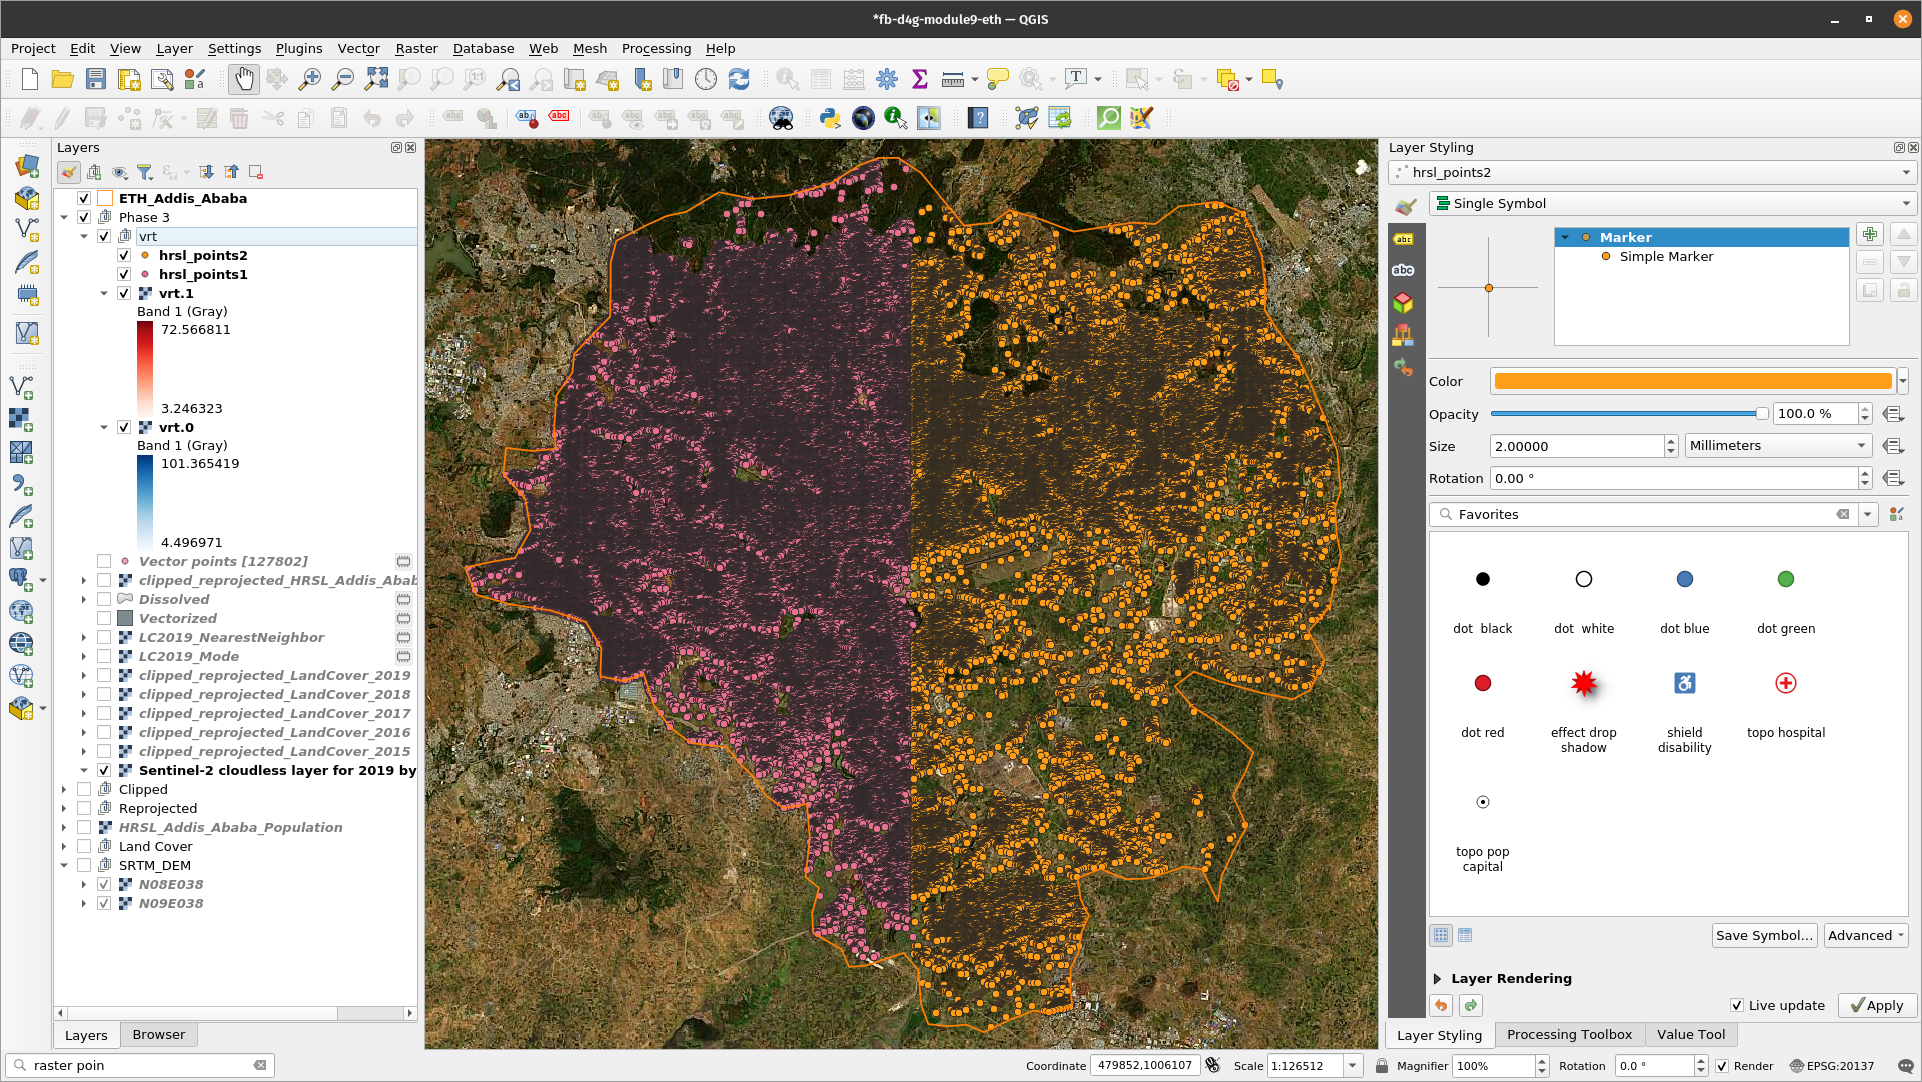 *fb-d4g-module9-eth — QGIS
Project Edit View Layer Settings Plugins Vector Raster Database Web Mesh Processing Help
Layers
ETH_Addis_Ababa
Phase 3
vrt
hrsl_points2
hrsl_points1
vrt.1
Band 1 (Gray)
72.566811
3.246323
vrt.0
Band 1 (Gray)
101.365419
4.496971
Vector points [127802]
clipped_reprojected_HRSL_Addis_Abab
Dissolved
Vectorized
LC2019_NearestNeighbor
LC2019_Mode
clipped_reprojected_LandCover_2019
clipped_reprojected_LandCover_2018
clipped_reprojected_LandCover_2017
clipped_reprojected_LandCover_2016
clipped_reprojected_LandCover_2015
Sentinel-2 cloudless layer for 2019 by
Clipped
Reprojected
HRSL_Addis_Ababa_Population
Land Cover
SRTM_DEM
N08E038
N09E038
Layers Browser
raster poin
Layer Styling
hrsl_points2
Single Symbol
Marker
Simple Marker
Color
Opacity 100.0 %
Size 2.00000 Millimeters
Rotation 0.00 °
Favorites
dot black dot white dot blue dot green
dot red effect drop shadow shield disability topo hospital
topo pop capital
Save Symbol... Advanced
Layer Rendering
Live update Apply
Layer Styling Processing Toolbox Value Tool
Coordinate 479852,1006107 Scale 1:126512 Magnifier 100% Rotation 0.0 ° Render EPSG:20137